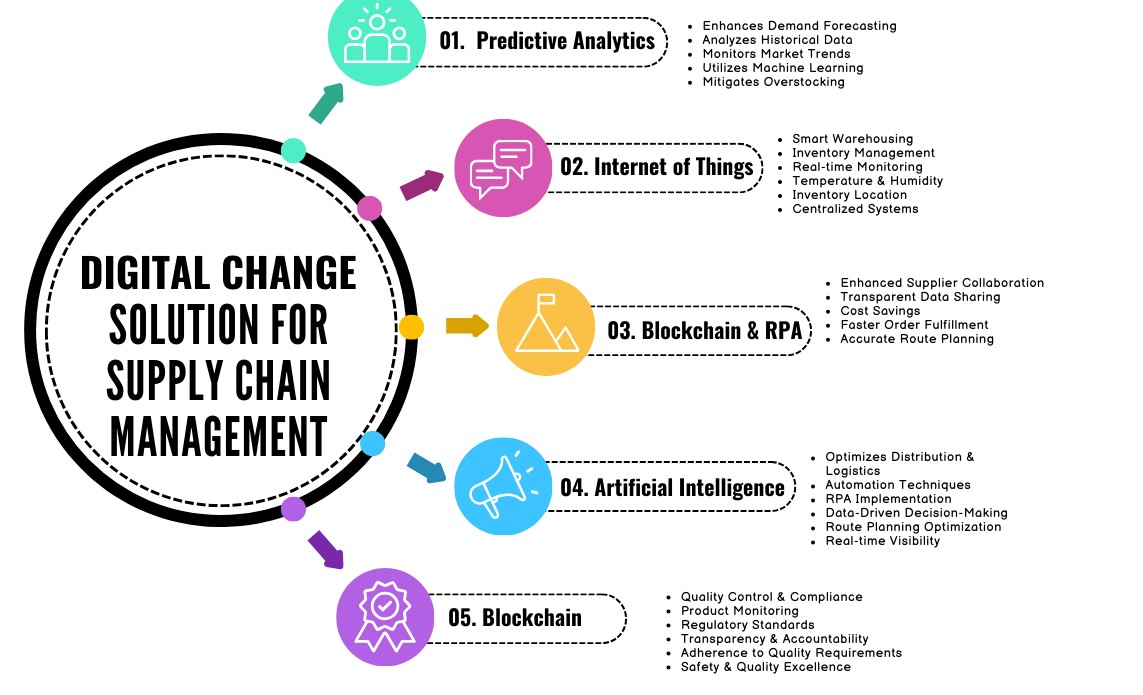 DIGITAL CHANGE
SOLUTION FOR
SUPPLY CHAIN
MANAGEMENT
01. Predictive Analytics
Enhances Demand Forecasting
Analyzes Historical Data
Monitors Market Trends
Utilizes Machine Learning
Mitigates Overstocking
02. Internet of Things
Smart Warehousing
Inventory Management
Real-time Monitoring
Temperature & Humidity
Inventory Location
Centralized Systems
03. Blockchain & RPA
Enhanced Supplier Collaboration
Transparent Data Sharing
Cost Savings
Faster Order Fulfillment
Accurate Route Planning
04. Artificial Intelligence
Optimizes Distribution &
Logistics
Automation Techniques
RPA Implementation
Data-Driven Decision-Making
Route Planning Optimization
Real-time Visibility
05. Blockchain
Quality Control & Compliance
Product Monitoring
Regulatory Standards
Transparency & Accountability
Adherence to Quality Requirements
Safety & Quality Excellence